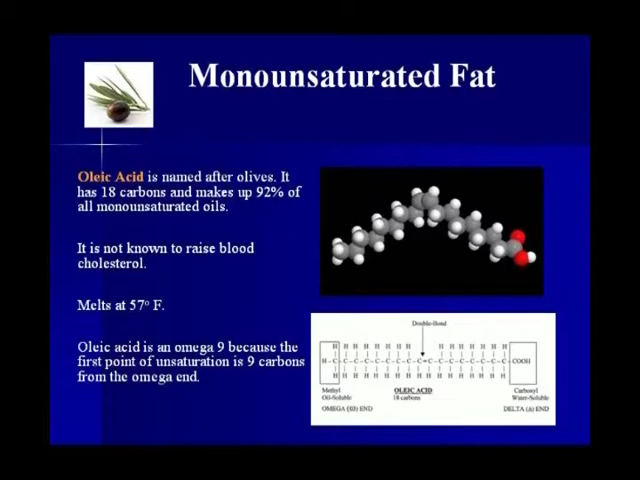 Monounsaturated Fat
Oleic Acid is named after olives. It
has 18 carbons and makes up 92% of
all monounsaturated oils.
It is not known to raise blood
cholesterol.
Melts at 57° F.
Oleic acid is an omega 9 because the
first point of unsaturation is 9 carbons
from the omega end.
Double-Bond
H H H H H H H H H H H H H
H - C - C - C - C - C - C - C - C - C = C - C - C - C - C - C - C - C - COOH
H H H H H H H H H H H H H H H H H
Methyl OLEIC ACID Carboxyl
Oil-Soluble 18 carbons Water-Soluble
OMEGA (ω) END DELTA (Δ) END